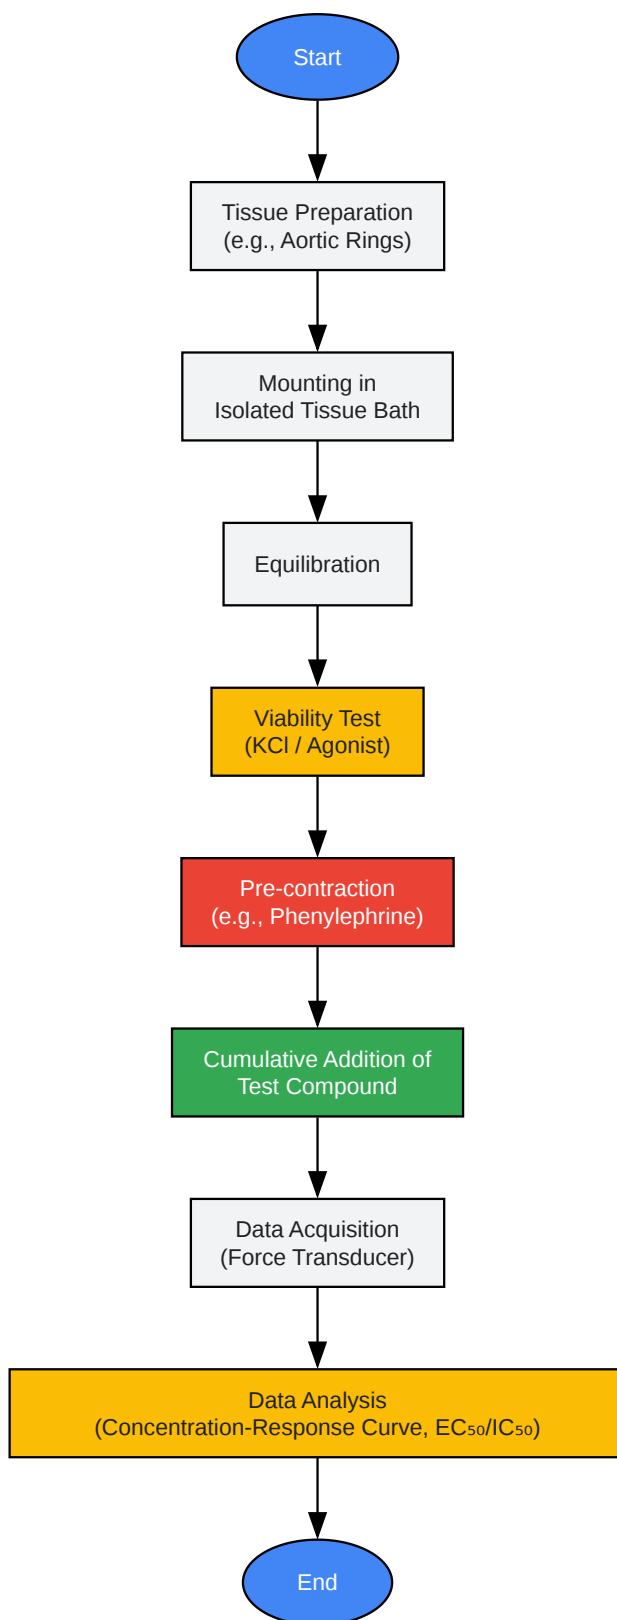 Start
Tissue Preparation
(e.g., Aortic Rings)
Mounting in
Isolated Tissue Bath
Equilibration
Viability Test
(KCl / Agonist)
Pre-contraction
(e.g., Phenylephrine)
Cumulative Addition of
Test Compound
Data Acquisition
(Force Transducer)
Data Analysis
(Concentration-Response Curve, EC₅₀/IC₅₀)
End